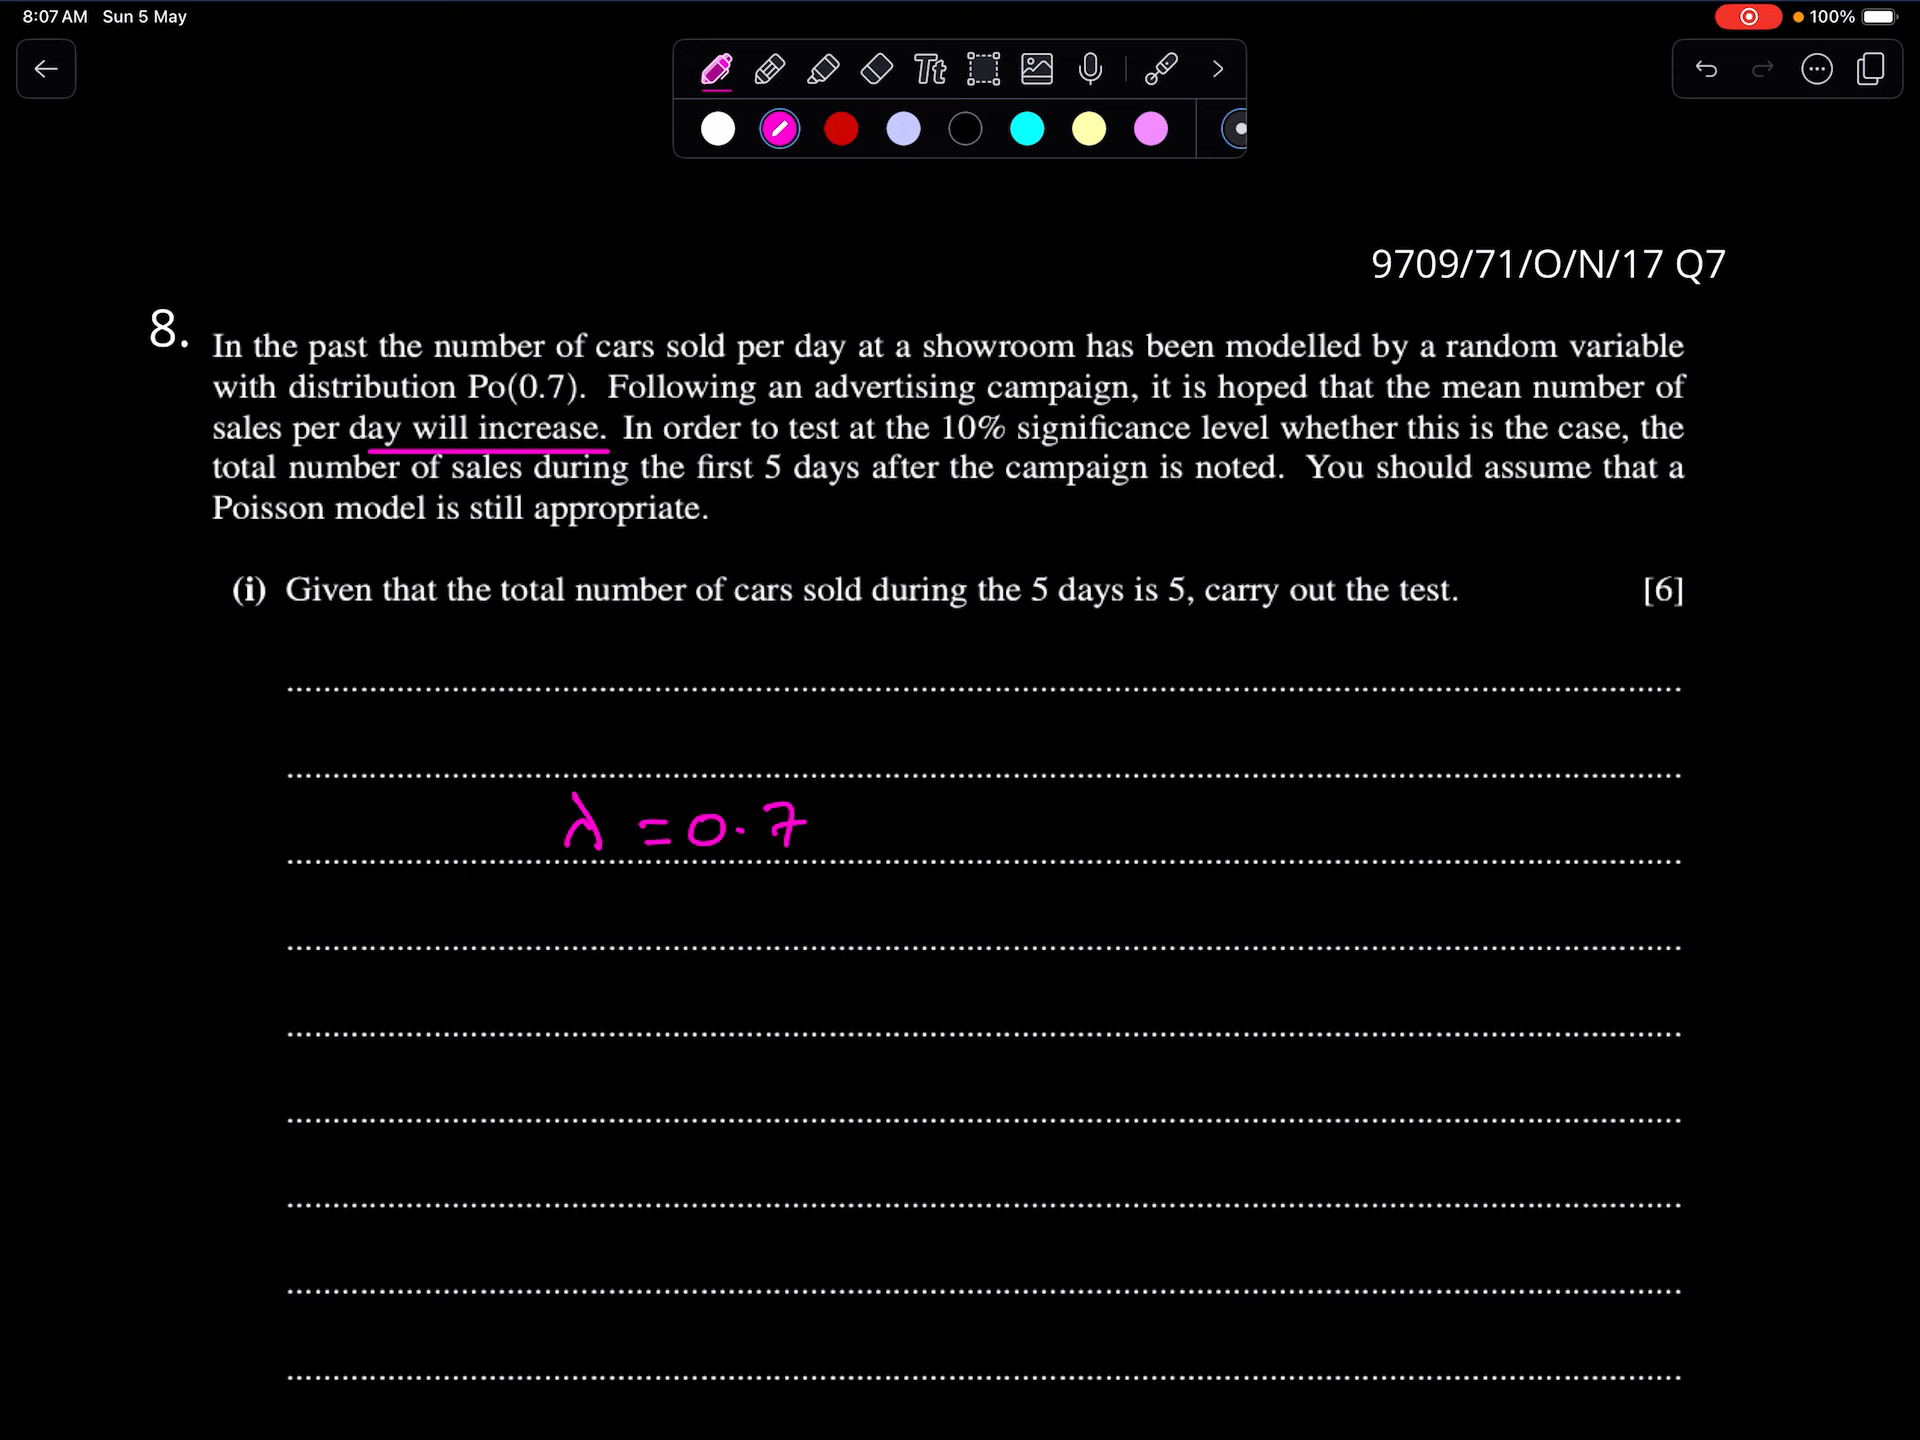 8:07 AM Sun 5 May
100%
Tt
9709/71/O/N/17 Q7
8.
In the past the number of cars sold per day at a showroom has been modelled by a random variable
with distribution Po(0.7). Following an advertising campaign, it is hoped that the mean number of
sales per day will increase. In order to test at the 10% significance level whether this is the case, the
total number of sales during the first 5 days after the campaign is noted. You should assume that a
Poisson model is still appropriate.
(i) Given that the total number of cars sold during the 5 days is 5, carry out the test. [6]
λ = 0.7